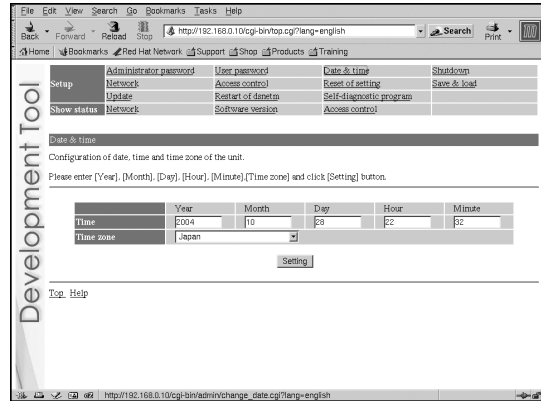 File Edit View Search Go Bookmarks Tasks Help
Back Forward Reload Stop http://192.168.0.10/cgi-bin/top.cgi?lang=english Search Print
Home Bookmarks Red Hat Network Support Shop Products Training
Development Tool
Setup Administrator password User password Date & time Shutdown
Network Access control Reset of setting Save & load
Update Restart of dsnetm Self-diagnostic program
Show status Network Software version Access control
Date & time
Configuration of date, time and time zone of the unit.
Please enter [Year], [Month], [Day], [Hour], [Minute],[Time zone] and click [Setting] button.
Year Month Day Hour Minute
Time 2004 10 28 22 32
Time zone Japan
Setting
Top Help
http://192.168.0.10/cgi-bin/admin/change_date.cgi?lang=english